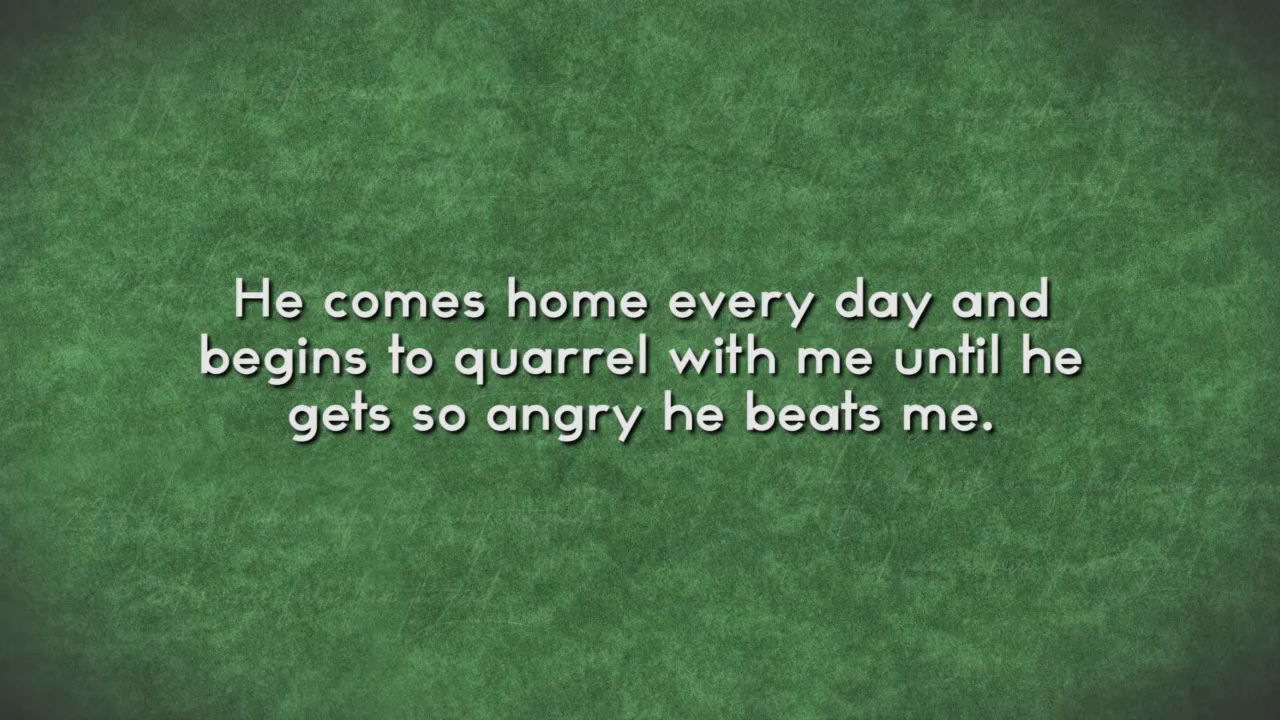 He comes home every day and
begins to quarrel with me until he
gets so angry he beats me.